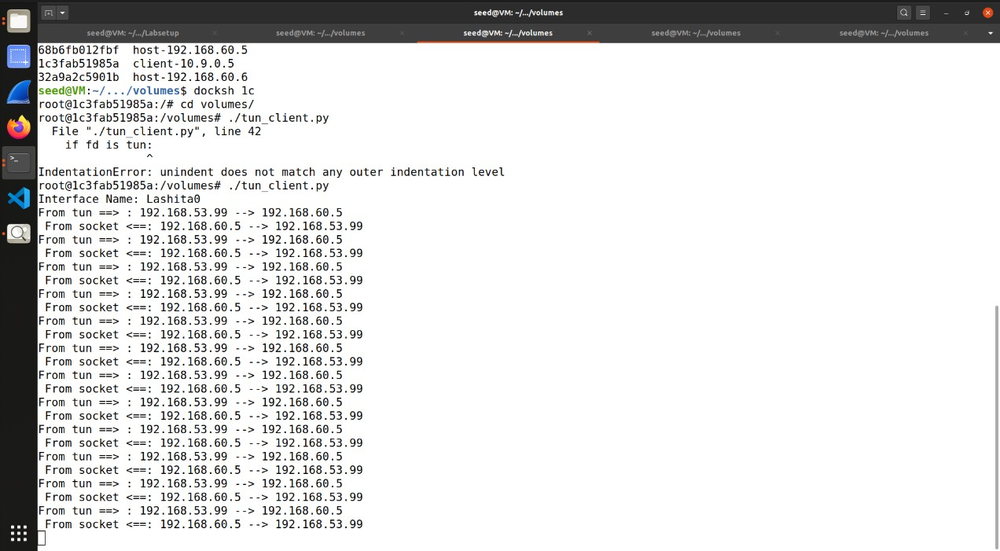 seed@VM: ~/.../volumes
seed@VM: ~/.../Labsetup
seed@VM: ~/.../volumes
seed@VM: ~/.../volumes
seed@VM: ~/.../volumes
seed@VM: ~/.../volumes
68b6fb012fbf  host-192.168.60.5
1c3fab51985a  client-10.9.0.5
32a9a2c5901b  host-192.168.60.6
seed@VM:~/.../volumes$ docksh 1c
root@1c3fab51985a:/# cd volumes/
root@1c3fab51985a:/volumes# ./tun_client.py
  File "./tun_client.py", line 42
    if fd is tun:
                ^
IndentationError: unindent does not match any outer indentation level
root@1c3fab51985a:/volumes# ./tun_client.py
Interface Name: Lashita0
From tun ==> : 192.168.53.99 --> 192.168.60.5
 From socket <==: 192.168.60.5 --> 192.168.53.99
From tun ==> : 192.168.53.99 --> 192.168.60.5
 From socket <==: 192.168.60.5 --> 192.168.53.99
From tun ==> : 192.168.53.99 --> 192.168.60.5
 From socket <==: 192.168.60.5 --> 192.168.53.99
From tun ==> : 192.168.53.99 --> 192.168.60.5
 From socket <==: 192.168.60.5 --> 192.168.53.99
From tun ==> : 192.168.53.99 --> 192.168.60.5
 From socket <==: 192.168.60.5 --> 192.168.53.99
From tun ==> : 192.168.53.99 --> 192.168.60.5
 From socket <==: 192.168.60.5 --> 192.168.53.99
From tun ==> : 192.168.53.99 --> 192.168.60.5
 From socket <==: 192.168.60.5 --> 192.168.53.99
From tun ==> : 192.168.53.99 --> 192.168.60.5
 From socket <==: 192.168.60.5 --> 192.168.53.99
From tun ==> : 192.168.53.99 --> 192.168.60.5
 From socket <==: 192.168.60.5 --> 192.168.53.99
From tun ==> : 192.168.53.99 --> 192.168.60.5
 From socket <==: 192.168.60.5 --> 192.168.53.99
From tun ==> : 192.168.53.99 --> 192.168.60.5
 From socket <==: 192.168.60.5 --> 192.168.53.99
From tun ==> : 192.168.53.99 --> 192.168.60.5
 From socket <==: 192.168.60.5 --> 192.168.53.99